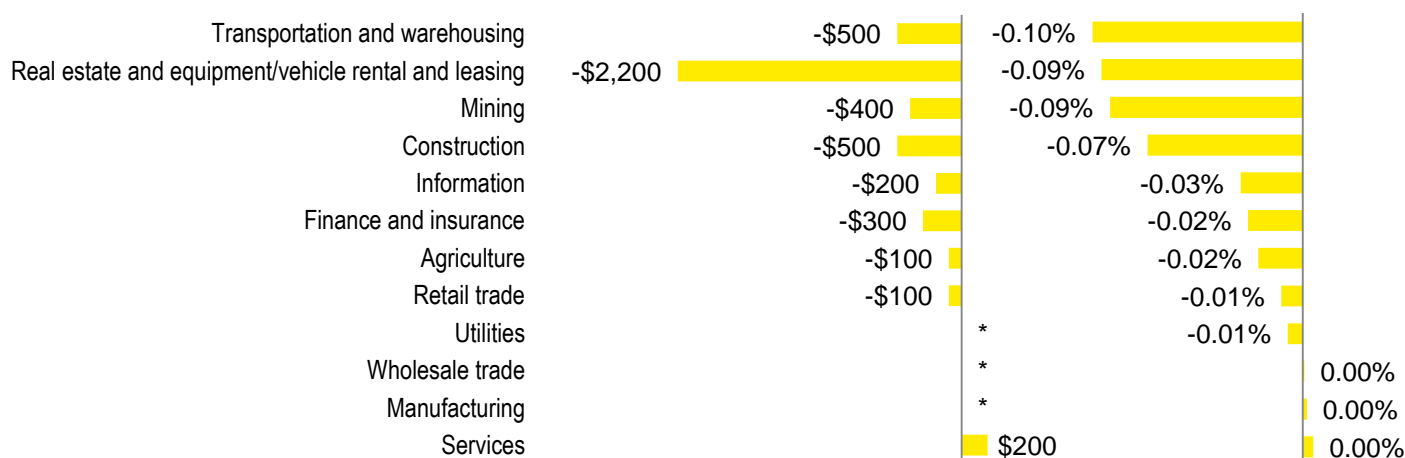 Transportation and warehousing -$500 -0.10%
Real estate and equipment/vehicle rental and leasing -$2,200 -0.09%
Mining -$400 -0.09%
Construction -$500 -0.07%
Information -$200 -0.03%
Finance and insurance -$300 -0.02%
Agriculture -$100 -0.02%
Retail trade -$100 -0.01%
Utilities * -0.01%
Wholesale trade * 0.00%
Manufacturing * 0.00%
Services $200 0.00%